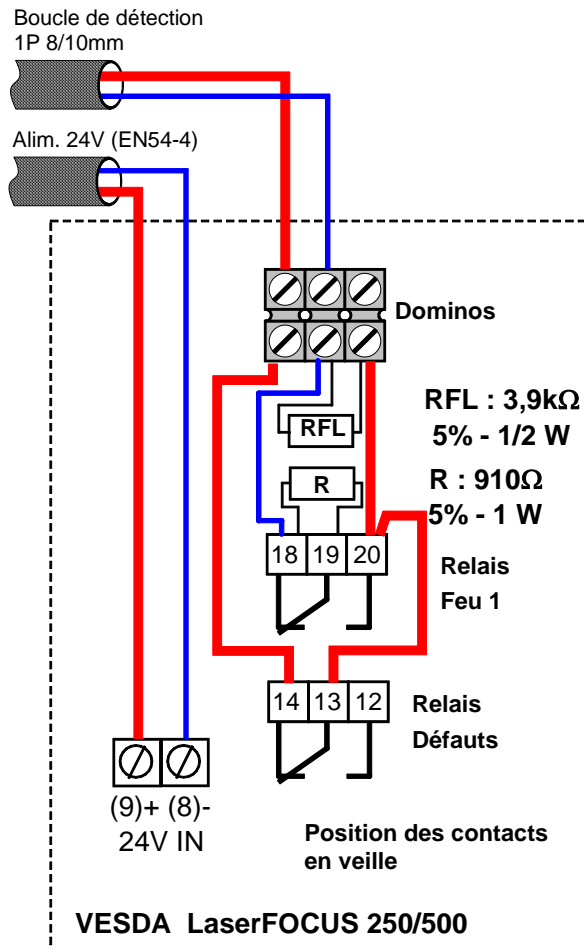 Boucle de détection
1P 8/10mm
Alim. 24V (EN54-4)
Dominos
RFL : 3,9kΩ
5% - 1/2 W
RFL
R : 910Ω
5% - 1 W
R
18 19 20
Relais
Feu 1
14 13 12
Relais
Défauts
(9)+ (8)-
24V IN
Position des contacts
en veille
VESDA LaserFOCUS 250/500